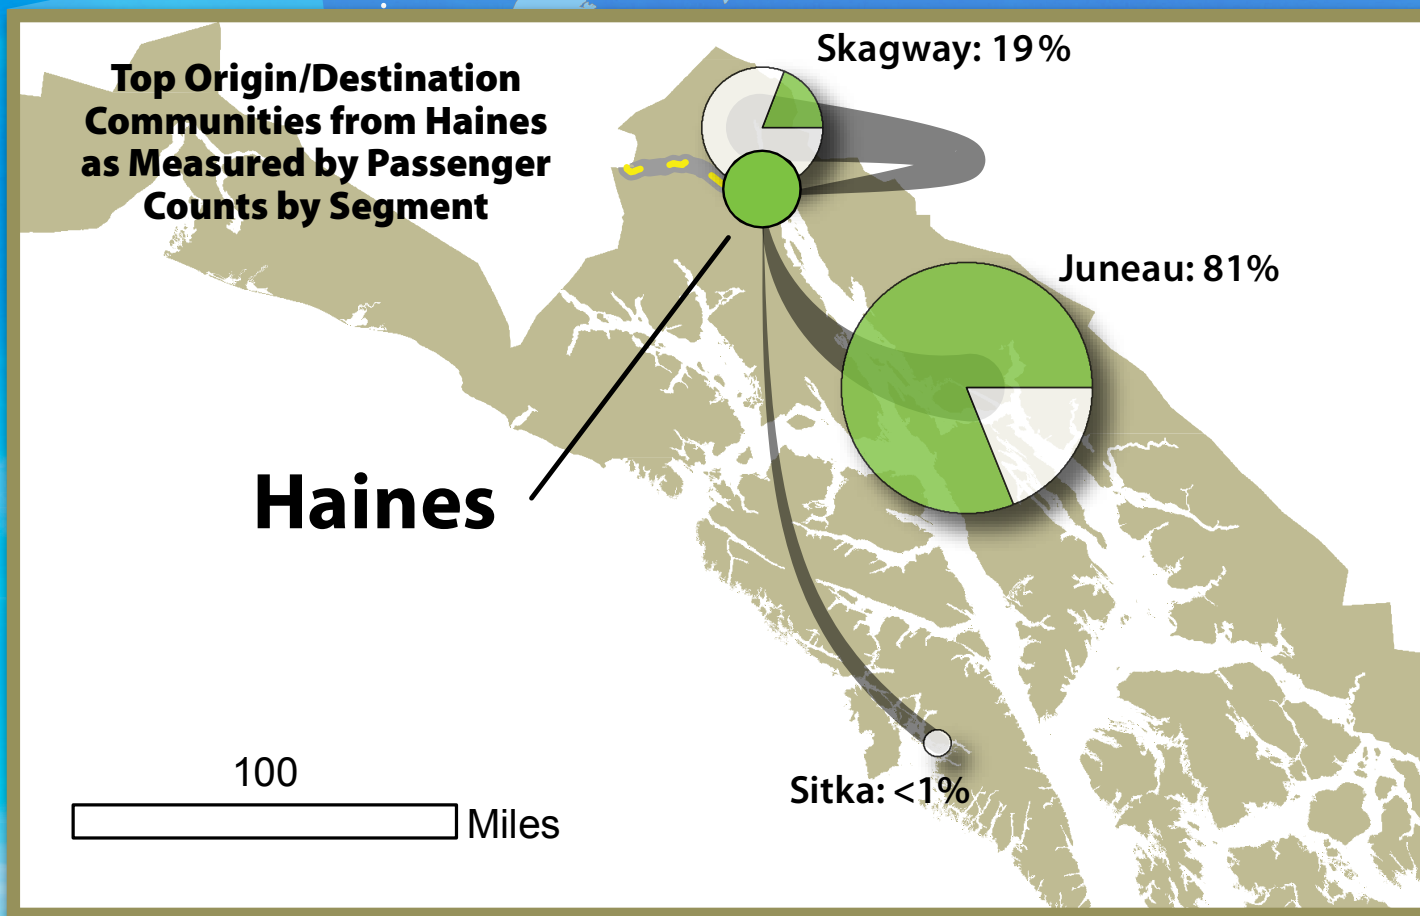 Top Origin/Destination
Communities from Haines
as Measured by Passenger
Counts by Segment
Skagway: 19%
Juneau: 81%
Haines
Sitka: <1%
100
Miles